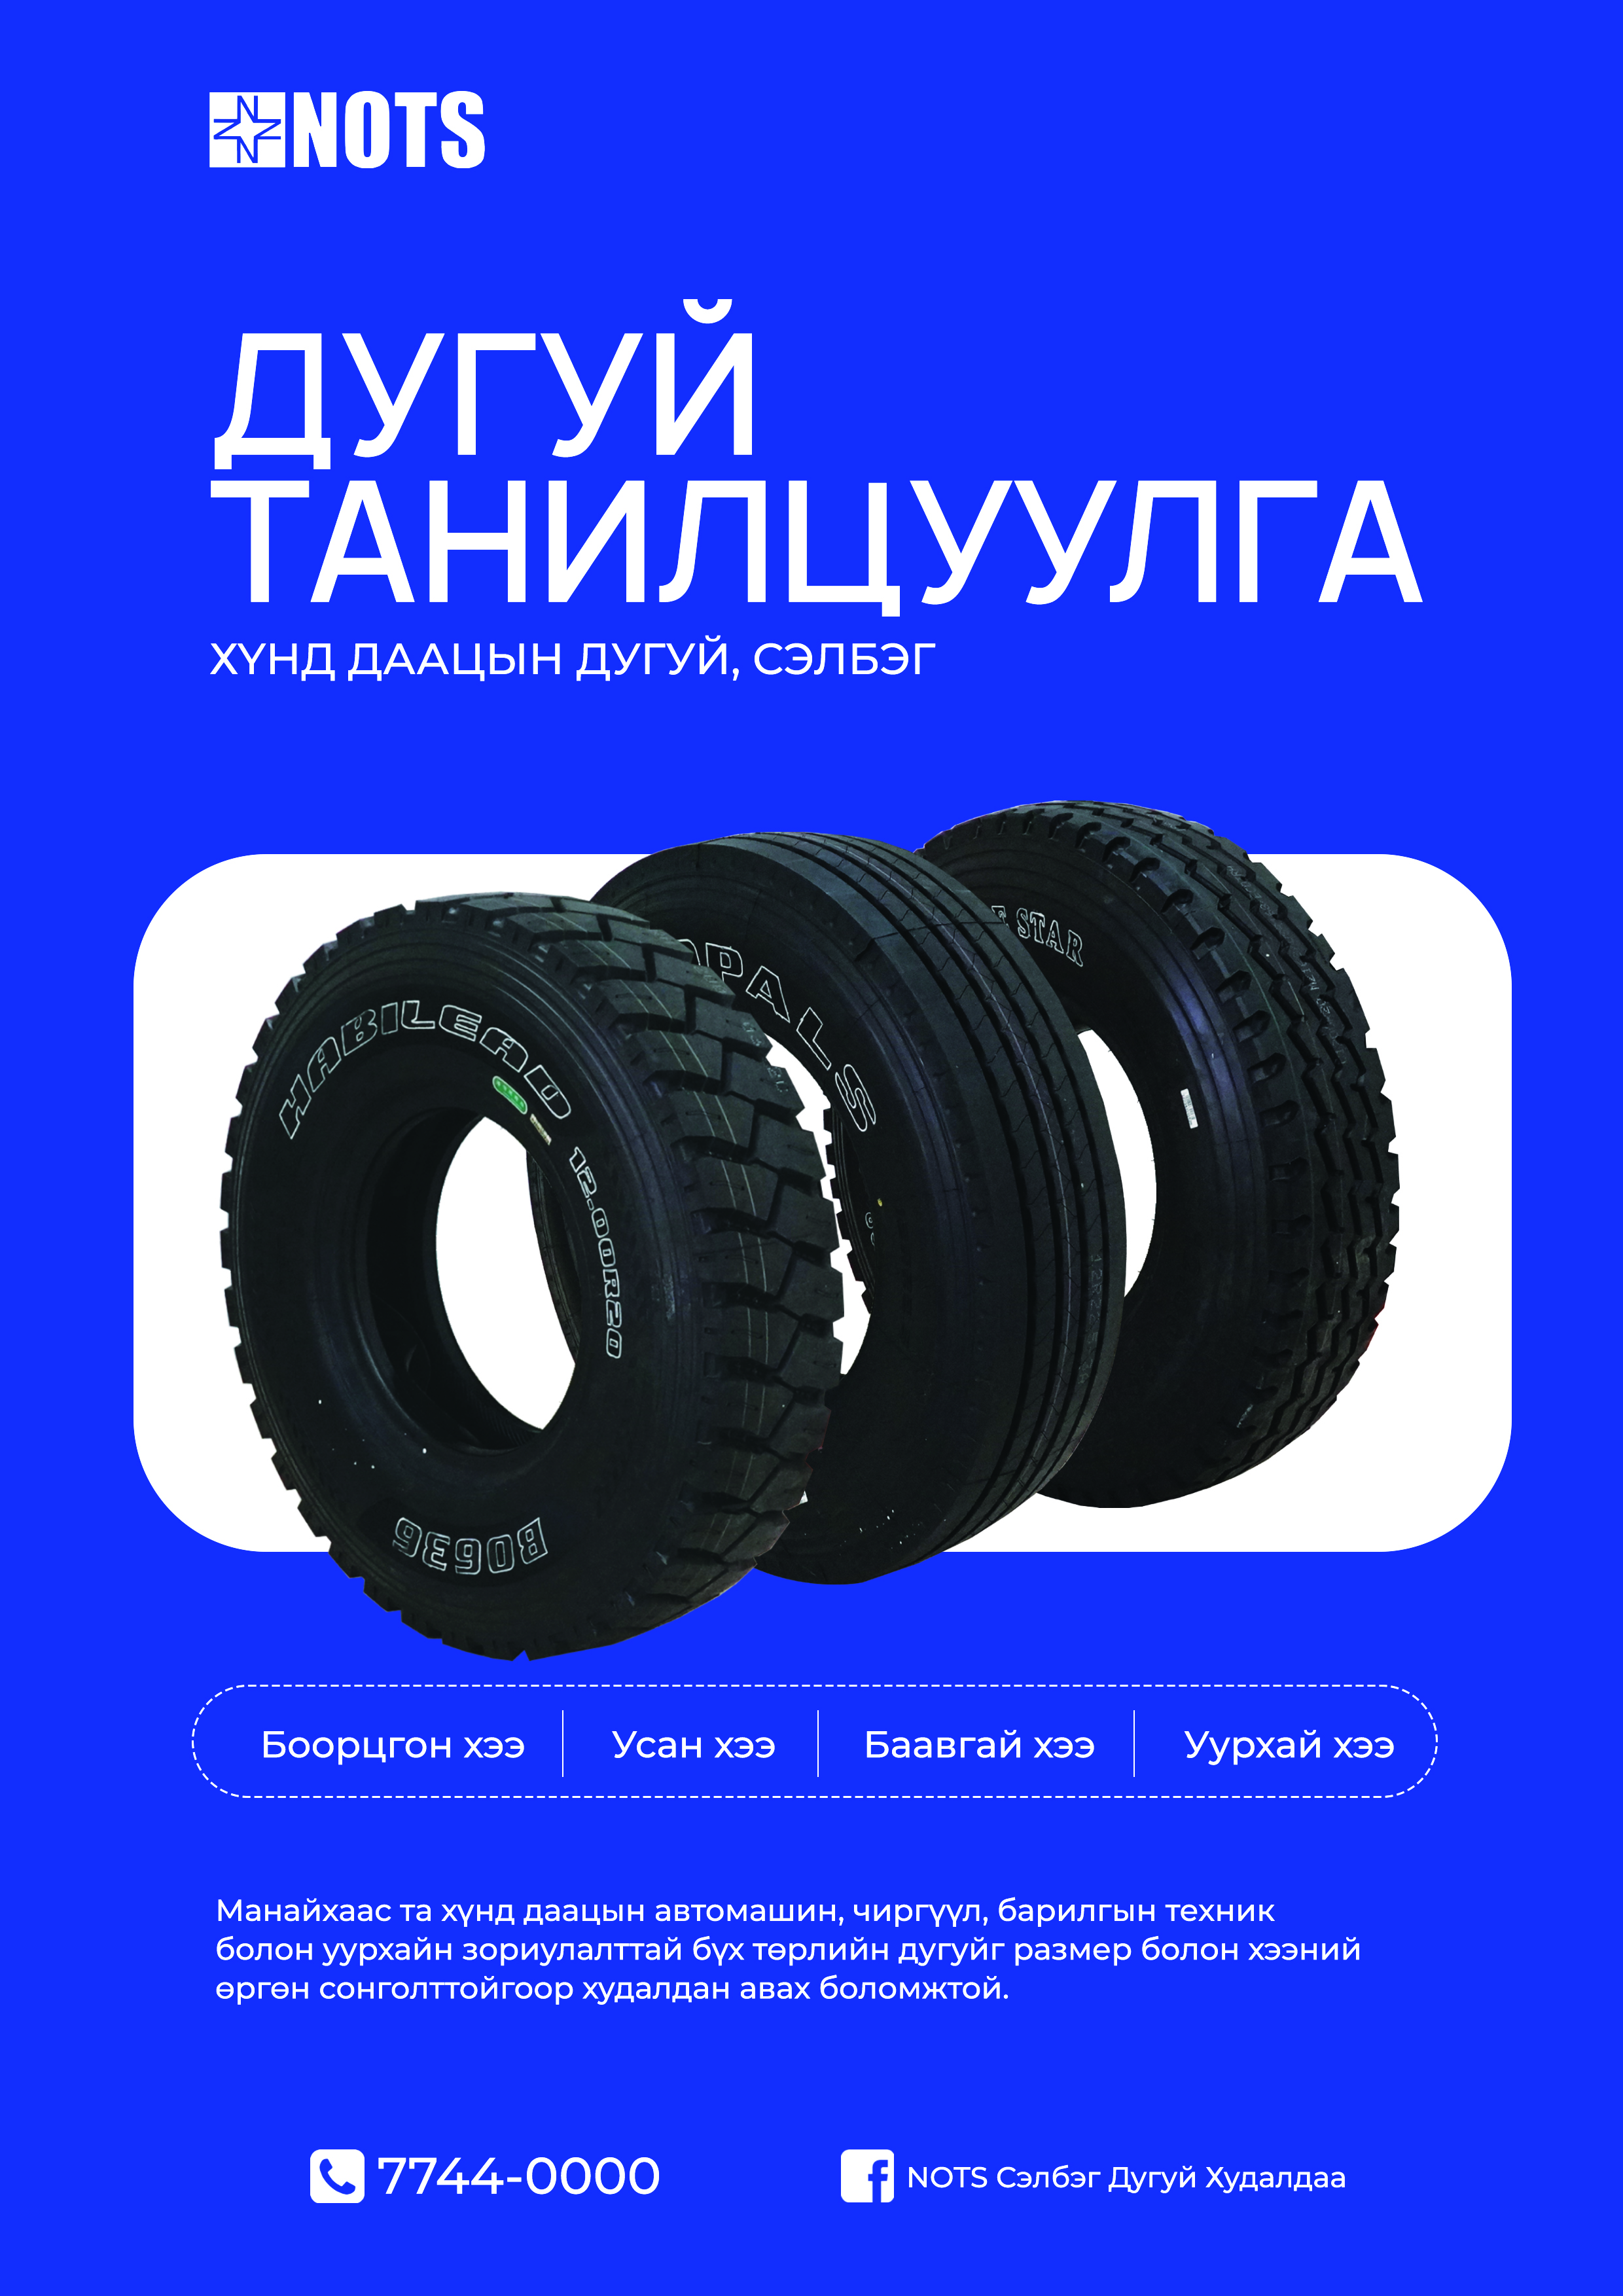 NOTS
ДУГУЙ
ТАНИЛЦУУЛГА
ХҮНД ДААЦЫН ДУГУЙ, СЭЛБЭГ
STAR
HABILEAD
12.00R20
B0636
Боорцгон хээ
Усан хээ
Баавгай хээ
Уурхай хээ
Манайхаас та хүнд даацын автомашин, чиргүүл, барилгын техник
болон уурхайн зориулалттай бүх төрлийн дугуйг размер болон хээний
өргөн сонголттойгоор худалдан авах боломжтой.
7744-0000
NOTS Сэлбэг Дугуй Худалдаа